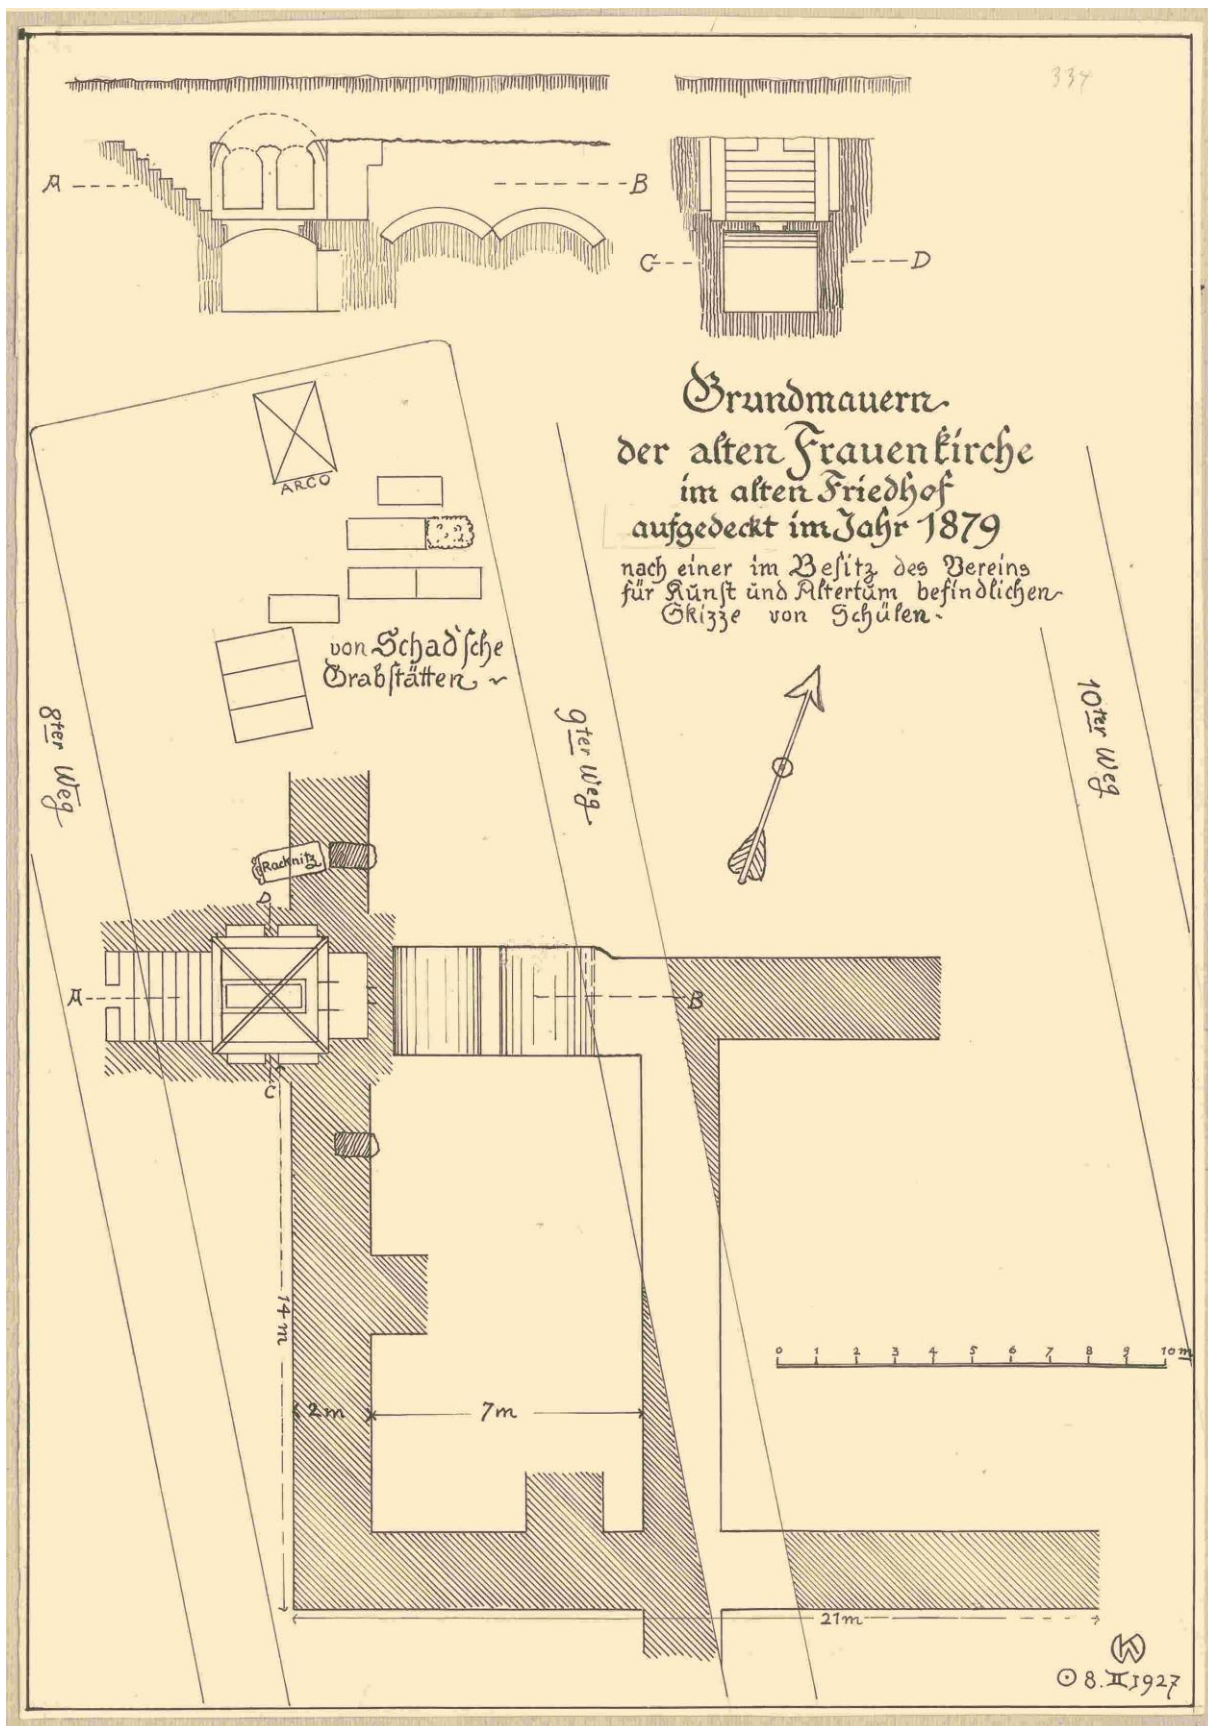 334
A
B
C
D
Grundmauern
der alten Frauenkirche
im alten Friedhof
aufgedeckt im Jahr 1879
nach einer im Besitz des Vereins
für Kunst und Altertum befindlichen
Skizze von Schülen.
ARCO
von Schad'sche
Grabstätten
8ter Weg
9ter Weg
10ter Weg
Racknitz
D
A
B
C
14m
0 1 2 3 4 5 6 7 8 9 10 m
2m
7m
21m
8. II 1927